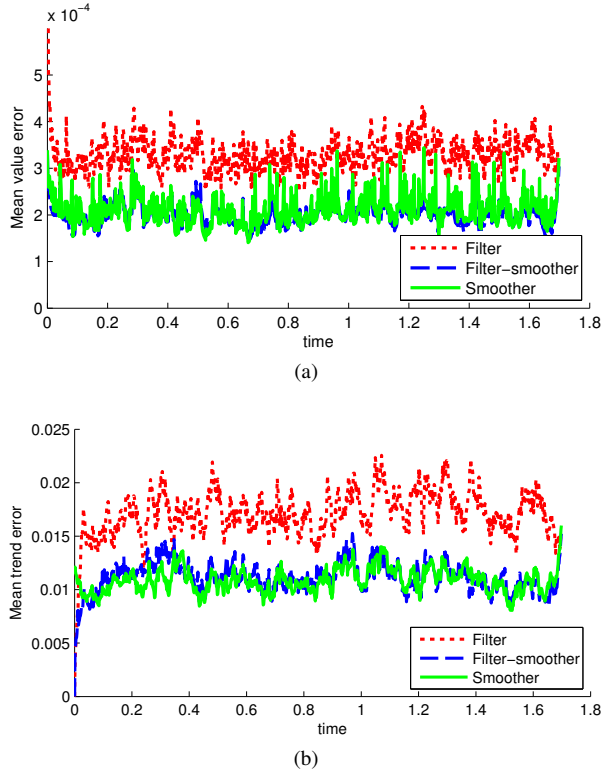 x 10⁻⁴
5
4
3
2
1
0
Mean value error
Filter
Filter−smoother
Smoother
0 0.2 0.4 0.6 0.8 1 1.2 1.4 1.6 1.8
time
(a)
0.025
0.02
0.015
0.01
0.005
0
Mean trend error
Filter
Filter−smoother
Smoother
0 0.2 0.4 0.6 0.8 1 1.2 1.4 1.6 1.8
time
(b)